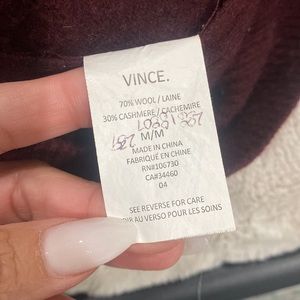 VINCE.
70% WOOL / LAINE
30% CASHMERE / CACHEMIRE
M/M
MADE IN CHINA
FABRIQUÉ EN CHINE
RN#106730
CA#34460
04
SEE REVERSE FOR CARE
AU VERSO POUR LES SOINS